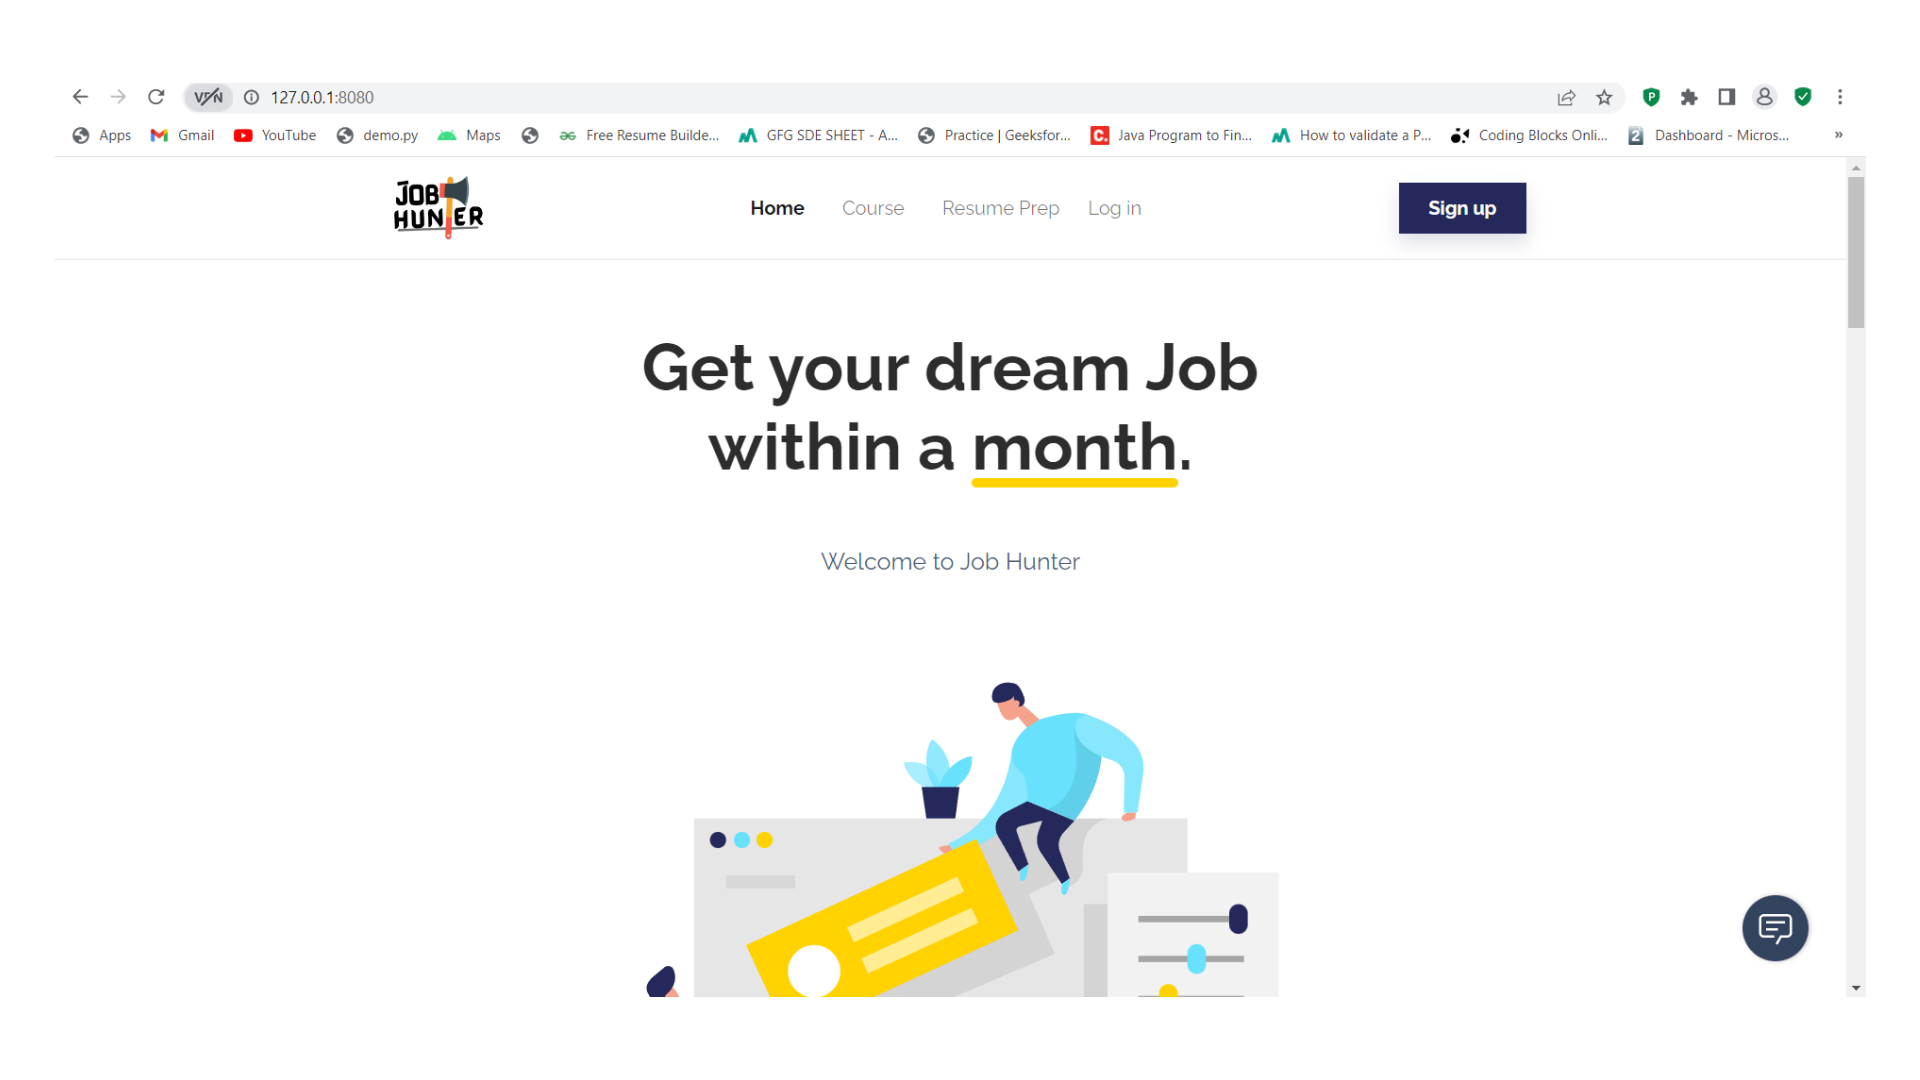 VPN 127.0.0.1:8080
Apps Gmail YouTube demo.py Maps Free Resume Builde... GFG SDE SHEET - A... Practice | Geeksfor... Java Program to Fin... How to validate a P... Coding Blocks Onli... Dashboard - Micros... »
JOB
HUNTER
Home Course Resume Prep Log in Sign up
Get your dream Job
within a month.
Welcome to Job Hunter